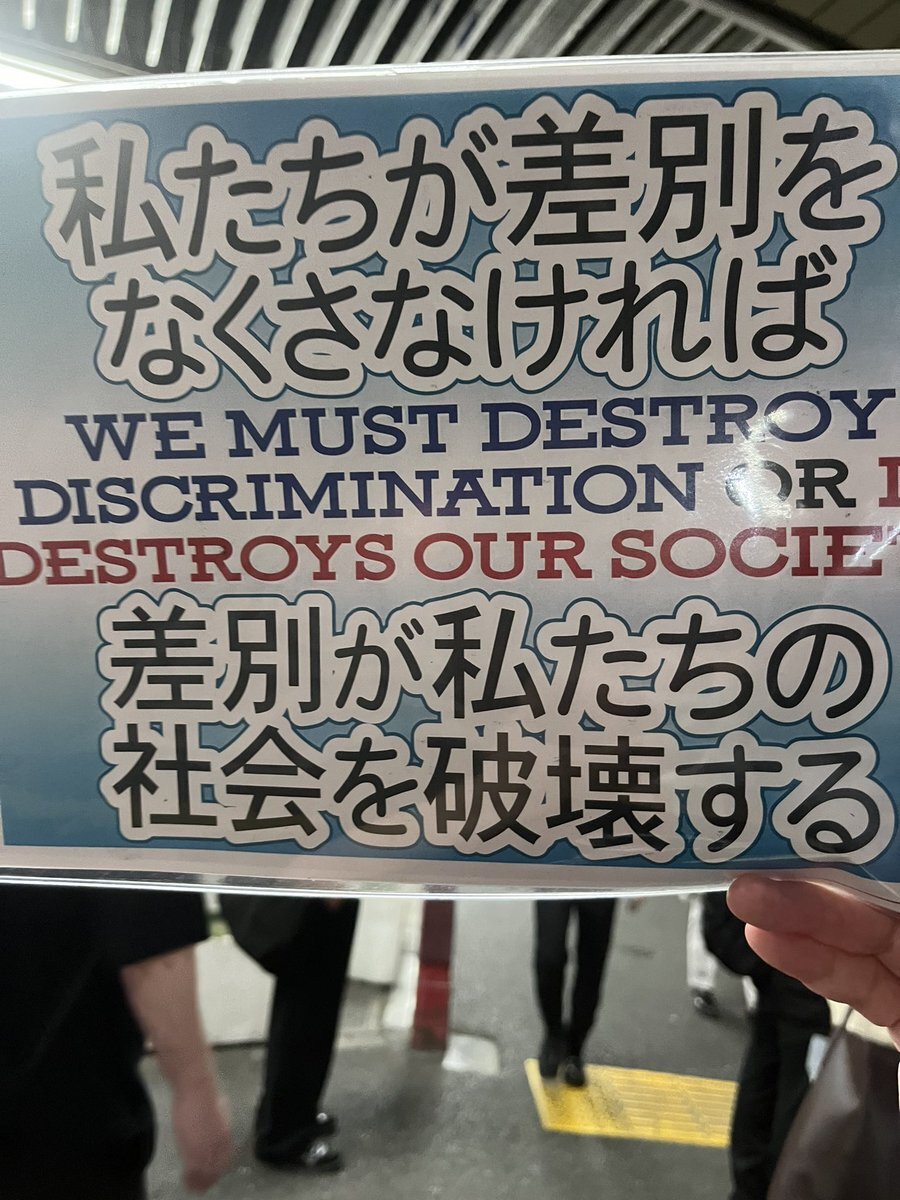 私たちが差別を
なくさなければ
WE MUST DESTROY
DISCRIMINATION OR
DESTROYS OUR
差別が私たちの
社会を破壊する